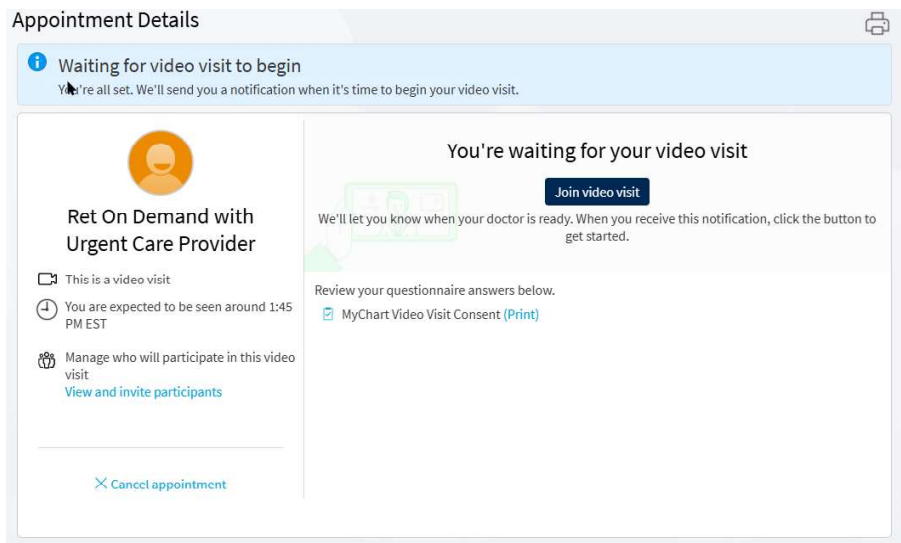 Appointment Details
Waiting for video visit to begin
You're all set. We'll send you a notification when it's time to begin your video visit.
Ret On Demand with
Urgent Care Provider
This is a video visit
You are expected to be seen around 1:45
PM EST
Manage who will participate in this video
visit
View and invite participants
Cancel appointment
You're waiting for your video visit
Join video visit
We'll let you know when your doctor is ready. When you receive this notification, click the button to
get started.
Review your questionnaire answers below.
MyChart Video Visit Consent (Print)